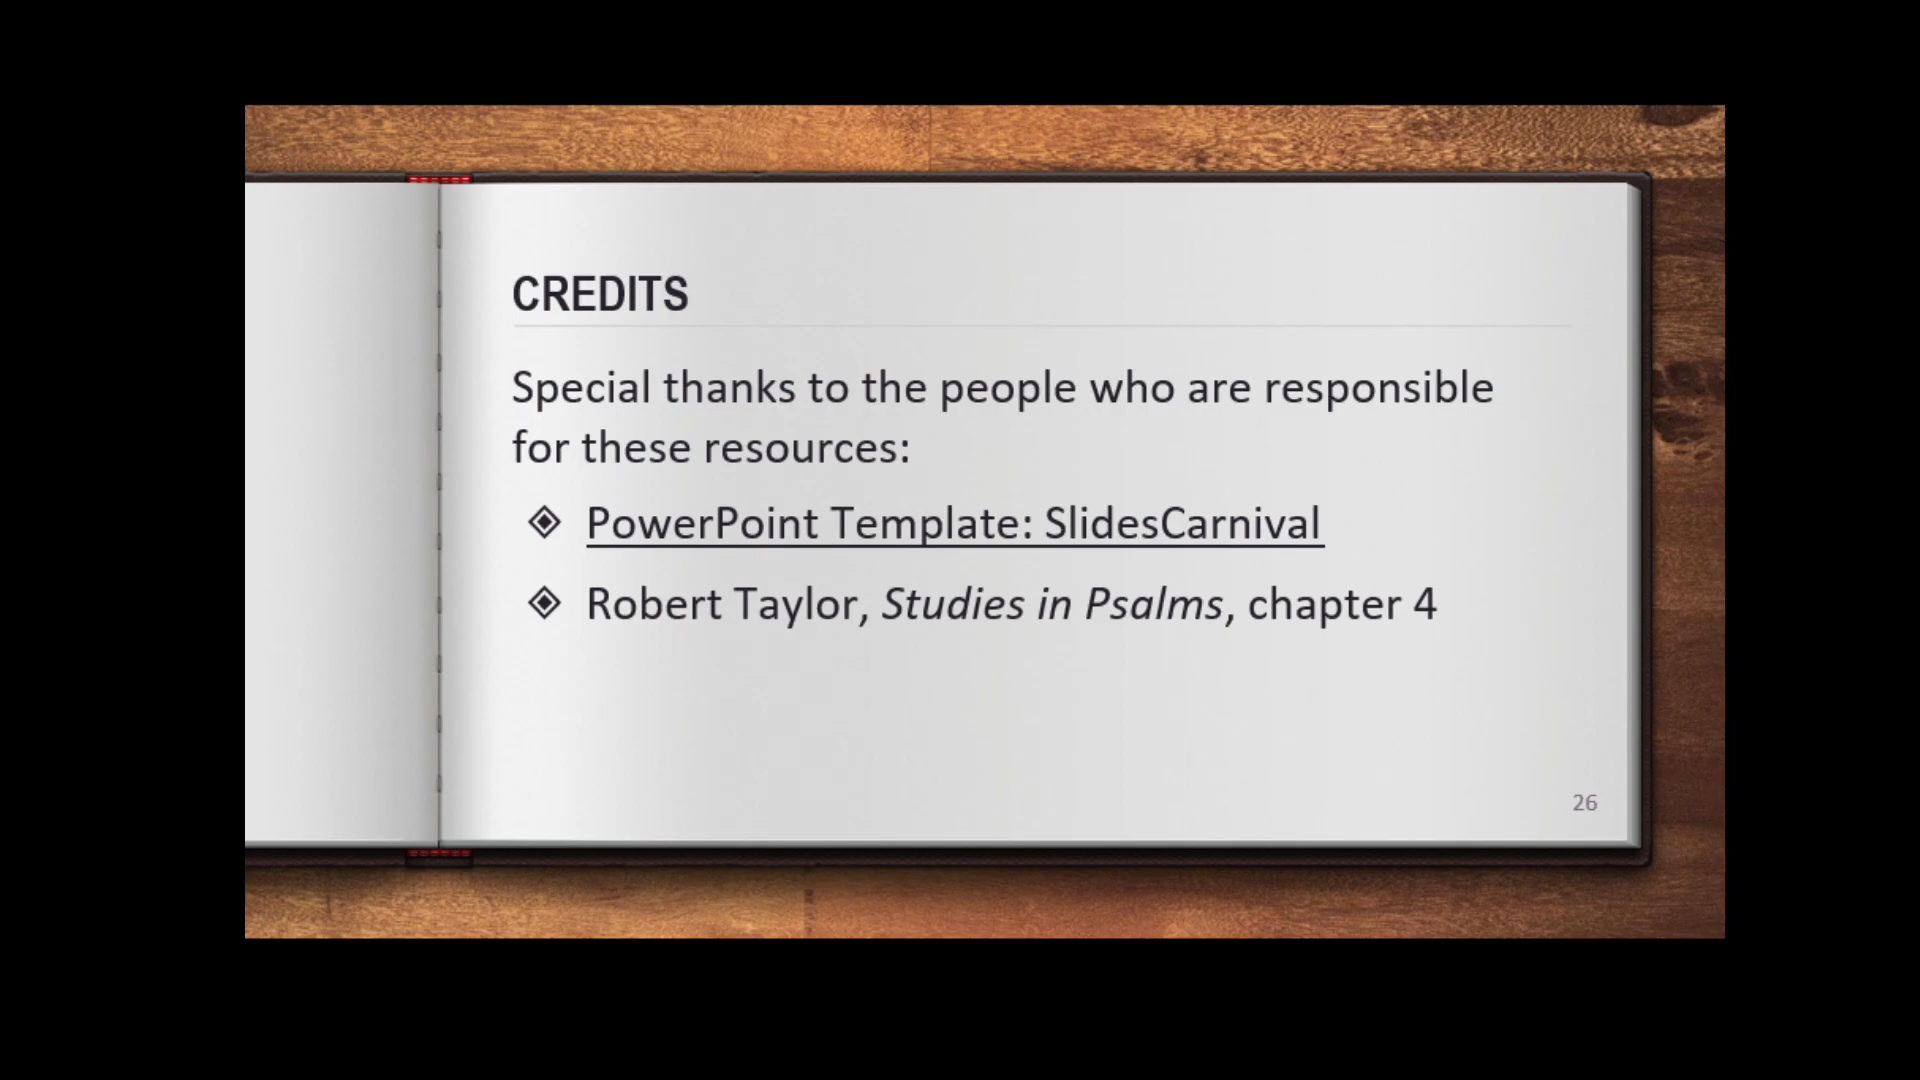 CREDITS
Special thanks to the people who are responsible
for these resources:
PowerPoint Template: SlidesCarnival
Robert Taylor, Studies in Psalms, chapter 4
26